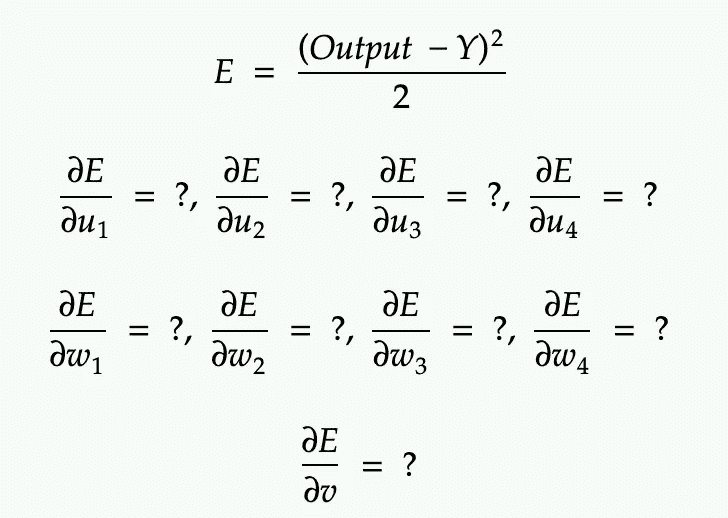 E = (Output − Y)² / 2
∂E/∂u₁ = ?, ∂E/∂u₂ = ?, ∂E/∂u₃ = ?, ∂E/∂u₄ = ?
∂E/∂w₁ = ?, ∂E/∂w₂ = ?, ∂E/∂w₃ = ?, ∂E/∂w₄ = ?
∂E/∂v = ?